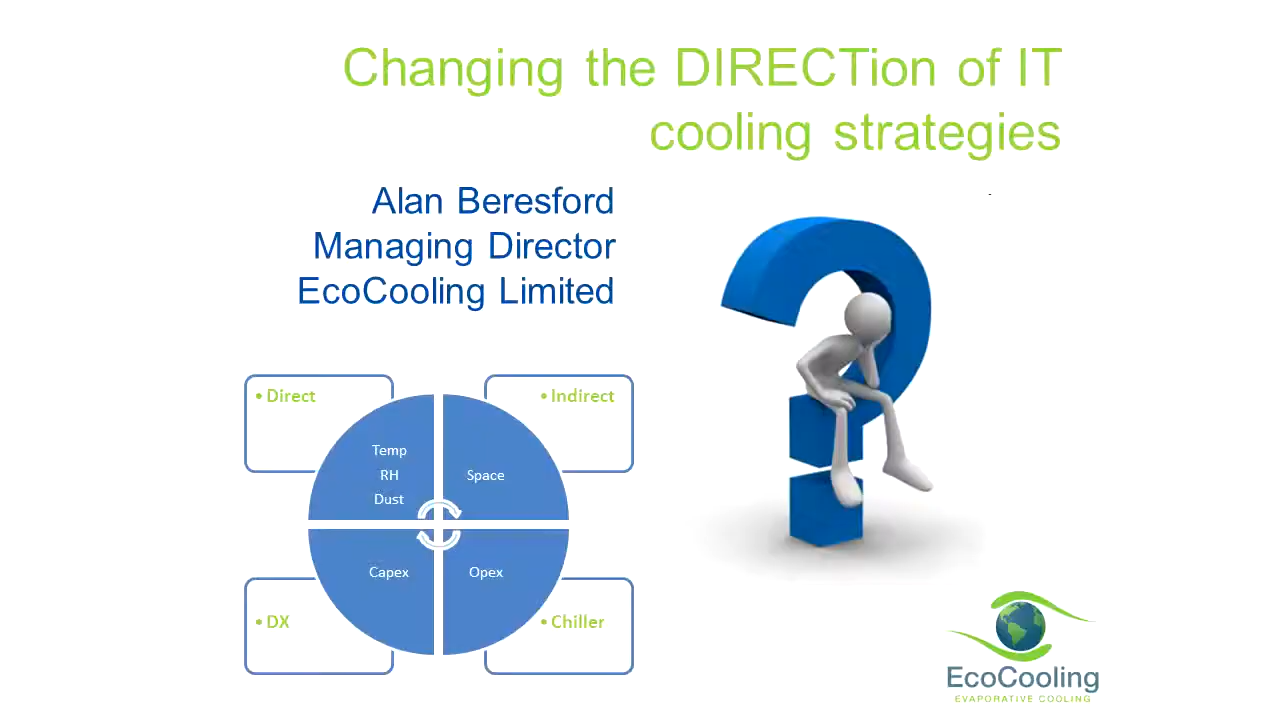 Changing the DIRECTion of IT
cooling strategies
Alan Beresford
Managing Director
EcoCooling Limited
• Direct
• Indirect
Temp
RH
Dust
Space
Capex
Opex
• DX
• Chiller
EcoCooling
EVAPORATIVE COOLING